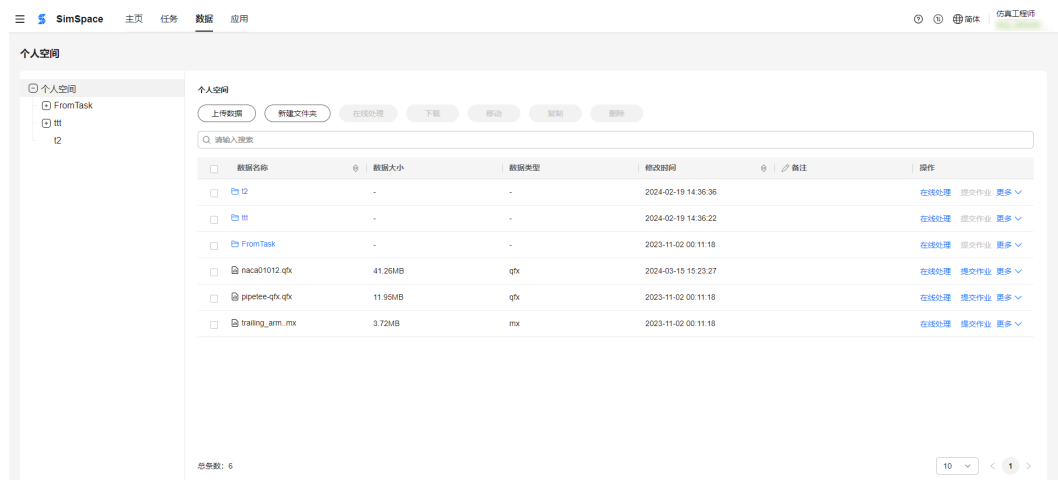 SimSpace 主页 任务 数据 应用 简体 仿真工程师
个人空间
个人空间
FromTask
ttt
t2
个人空间
上传数据 新建文件夹 在线处理 下载 移动 复制 删除
请输入搜索
数据名称 数据大小 数据类型 修改时间 备注 操作
t2 - - 2024-02-19 14:36:36 在线处理 提交作业 更多
ttt - - 2024-02-19 14:36:22 在线处理 提交作业 更多
FromTask - - 2023-11-02 00:11:18 在线处理 提交作业 更多
naca01012.qfx 41.26MB qfx 2024-03-15 15:23:27 在线处理 提交作业 更多
pipetee-qfx.qfx 11.95MB qfx 2023-11-02 00:11:18 在线处理 提交作业 更多
trailing_arm..mx 3.72MB mx 2023-11-02 00:11:18 在线处理 提交作业 更多
总条数: 6 10 < 1 >